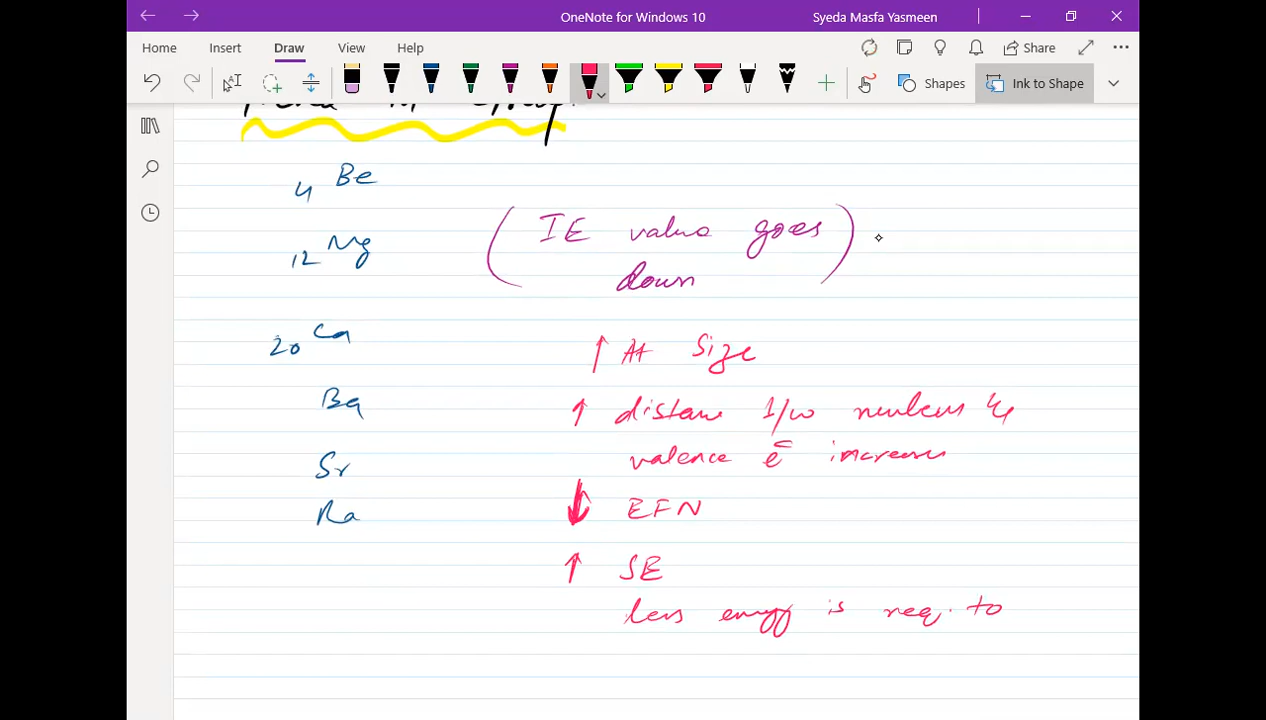 OneNote for Windows 10
Syeda Masfa Yasmeen
Home Insert Draw View Help
Share
Shapes
Ink to Shape
in Group
4 Be
12 Mg
( IE value goes
down )
20 Ca
↑ At Size
Ba
↑ distance b/w nucleus &
valence e⁻ increases
Sr
Ra
↓ EFN
↑ SE
less energy is req. to